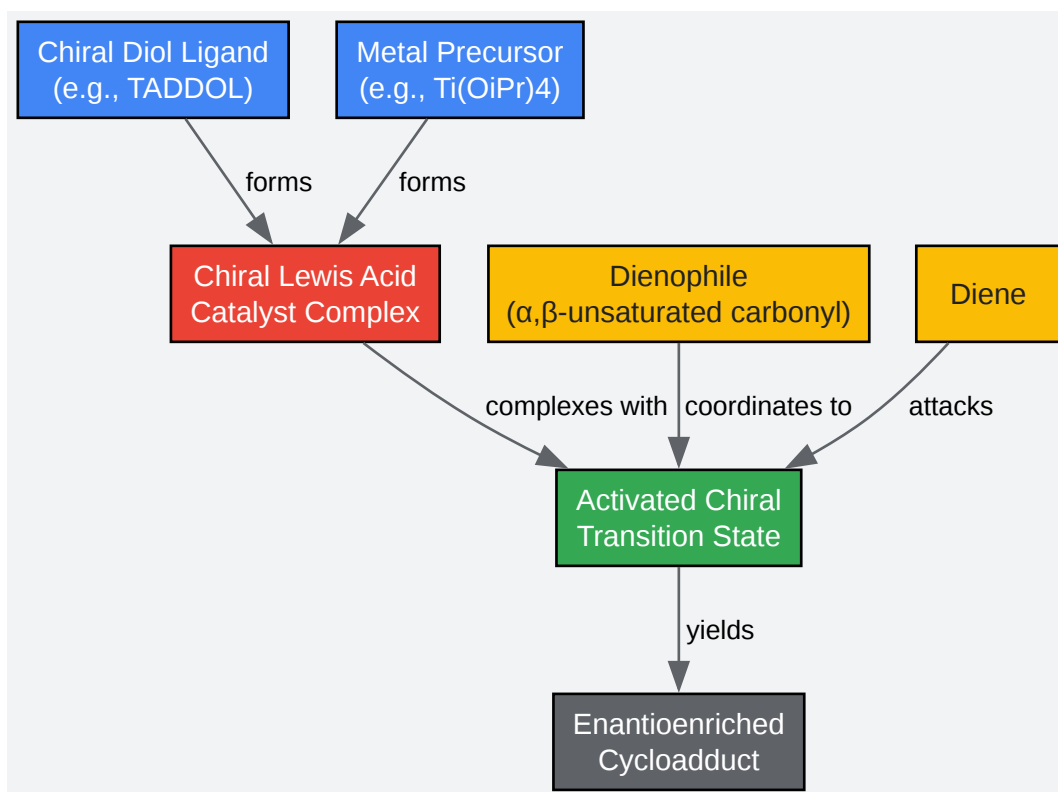 Chiral Diol Ligand
(e.g., TADDOL)
Metal Precursor
(e.g., Ti(OiPr)4)
forms
forms
Chiral Lewis Acid
Catalyst Complex
Dienophile
(α,β-unsaturated carbonyl)
Diene
complexes with
coordinates to
attacks
Activated Chiral
Transition State
yields
Enantioenriched
Cycloadduct